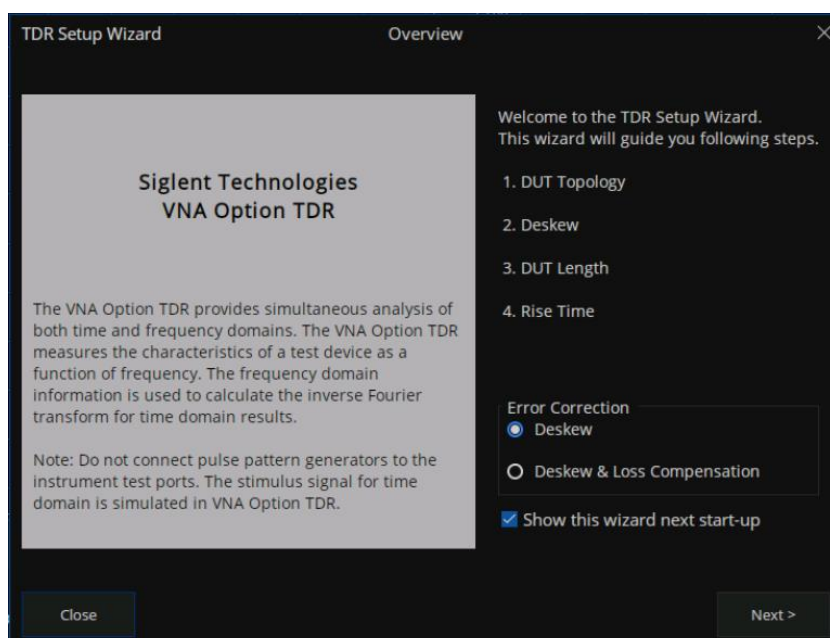 TDR Setup Wizard
Overview
Siglent Technologies
VNA Option TDR
The VNA Option TDR provides simultaneous analysis of
both time and frequency domains. The VNA Option TDR
measures the characteristics of a test device as a
function of frequency. The frequency domain
information is used to calculate the inverse Fourier
transform for time domain results.
Note: Do not connect pulse pattern generators to the
instrument test ports. The stimulus signal for time
domain is simulated in VNA Option TDR.
Welcome to the TDR Setup Wizard.
This wizard will guide you following steps.
1. DUT Topology
2. Deskew
3. DUT Length
4. Rise Time
Error Correction
Deskew
Deskew & Loss Compensation
Show this wizard next start-up
Close
Next >